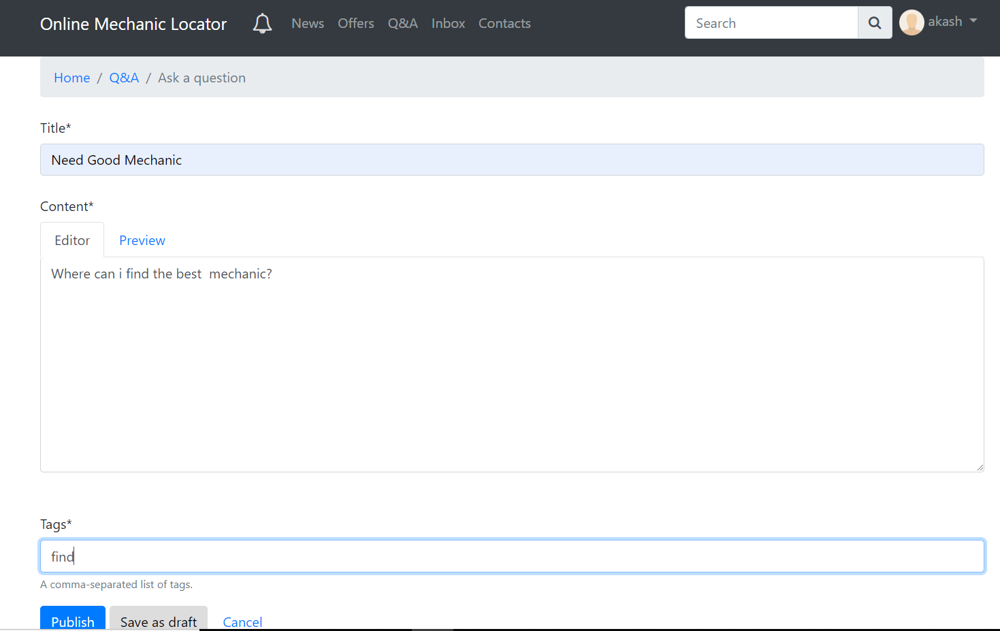 Online Mechanic Locator News Offers Q&A Inbox Contacts Search akash
Home / Q&A / Ask a question
Title*
Need Good Mechanic
Content*
Editor Preview
Where can i find the best  mechanic?
Tags*
find
A comma-separated list of tags.
Publish Save as draft Cancel